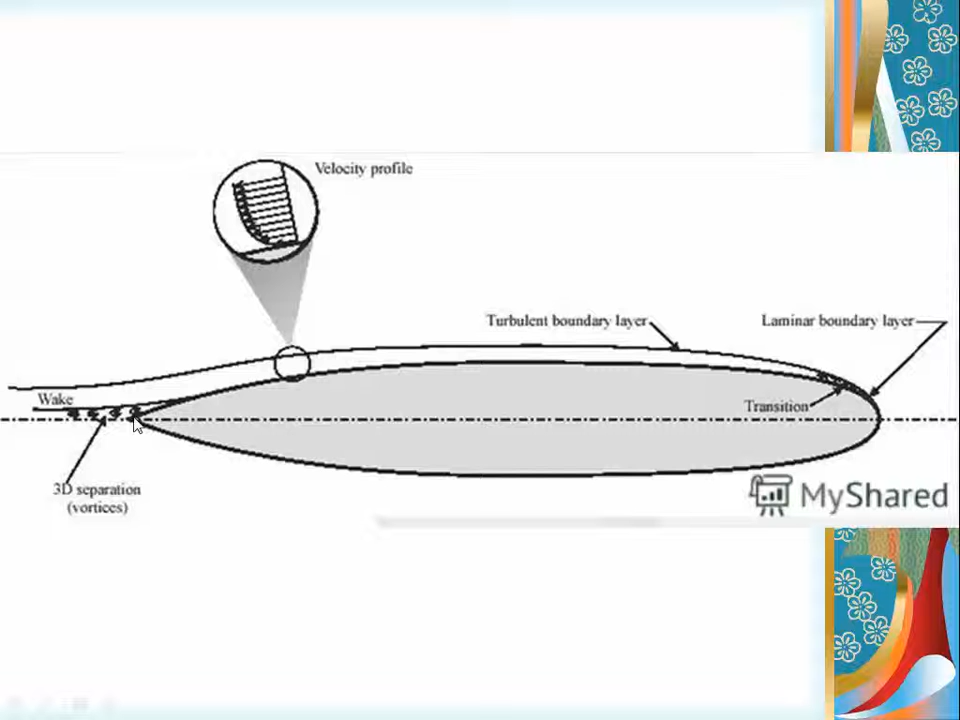 Velocity profile
Turbulent boundary layer
Laminar boundary layer
Wake
Transition
3D separation
(vortices)
MyShared